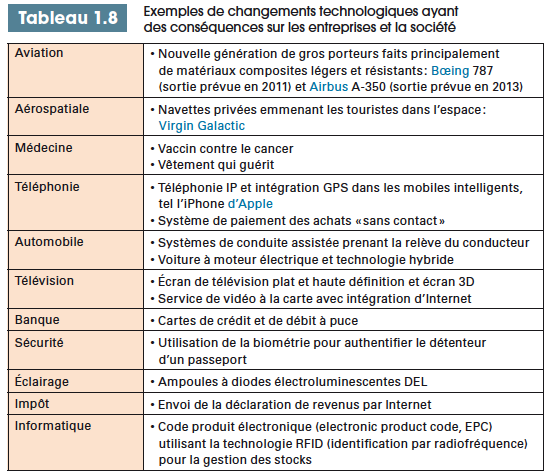 Tableau 1.8
Exemples de changements technologiques ayant
des conséquences sur les entreprises et la société
Aviation
• Nouvelle génération de gros porteurs faits principalement
de matériaux composites légers et résistants: Bœing 787
(sortie prévue en 2011) et Airbus A-350 (sortie prévue en 2013)
Aérospatiale
• Navettes privées emmenant les touristes dans l'espace:
Virgin Galactic
Médecine
• Vaccin contre le cancer
• Vêtement qui guérit
Téléphonie
• Téléphonie IP et intégration GPS dans les mobiles intelligents,
tel l'iPhone d'Apple
• Système de paiement des achats «sans contact»
Automobile
• Systèmes de conduite assistée prenant la relève du conducteur
• Voiture à moteur électrique et technologie hybride
Télévision
• Écran de télévision plat et haute définition et écran 3D
• Service de vidéo à la carte avec intégration d'Internet
Banque
• Cartes de crédit et de débit à puce
Sécurité
• Utilisation de la biométrie pour authentifier le détenteur
d'un passeport
Éclairage
• Ampoules à diodes électroluminescentes DEL
Impôt
• Envoi de la déclaration de revenus par Internet
Informatique
• Code produit électronique (electronic product code, EPC)
utilisant la technologie RFID (identification par radiofréquence)
pour la gestion des stocks